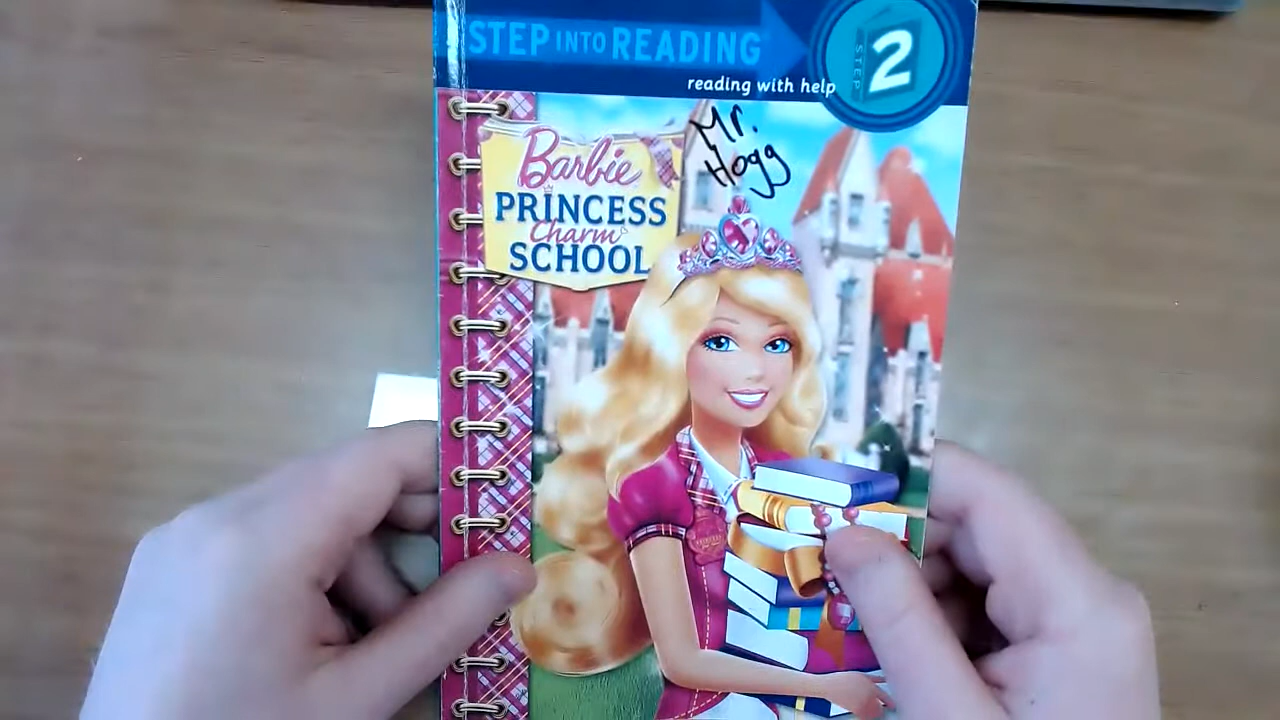 STEP INTO READING
reading with help
STEP 2
Mr.
Hogg
Barbie
PRINCESS
Charm
SCHOOL